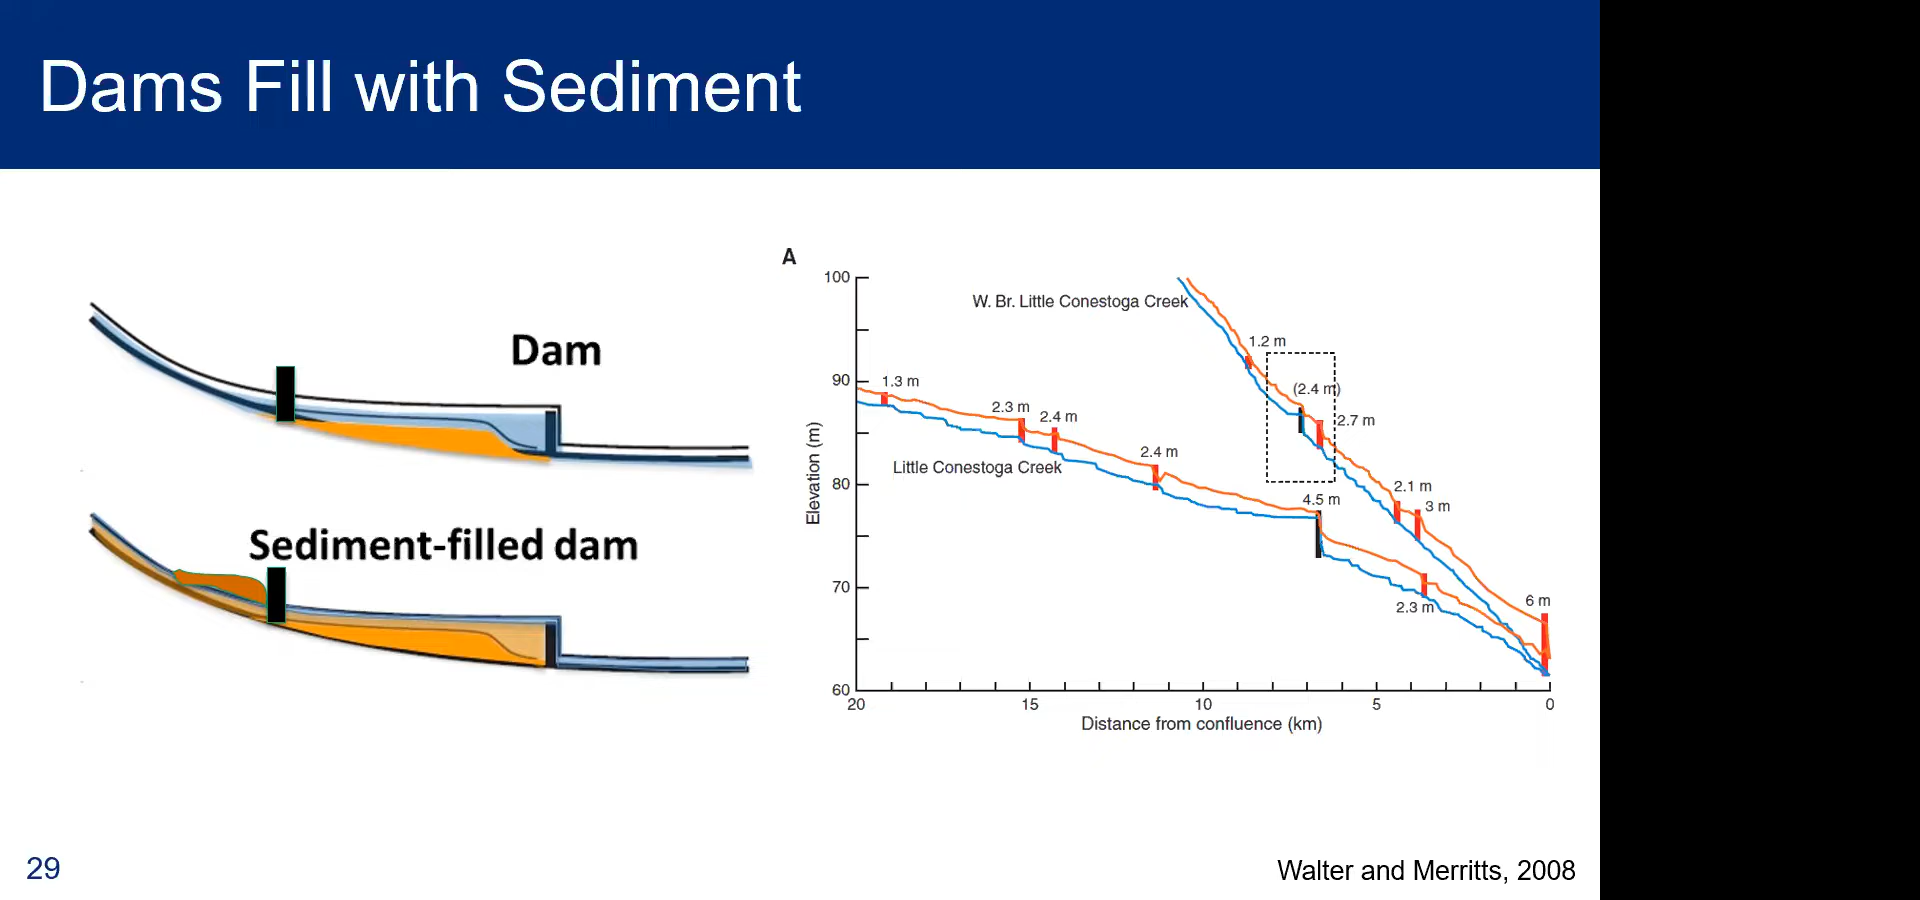 Dams Fill with Sediment
Dam
Sediment-filled dam
A
100
90
80
70
60
Elevation (m)
W. Br. Little Conestoga Creek
1.2 m
(2.4 m)
2.7 m
1.3 m
2.3 m
2.4 m
2.4 m
Little Conestoga Creek
4.5 m
2.1 m
3 m
2.3 m
6 m
20
15
10
5
0
Distance from confluence (km)
29
Walter and Merritts, 2008